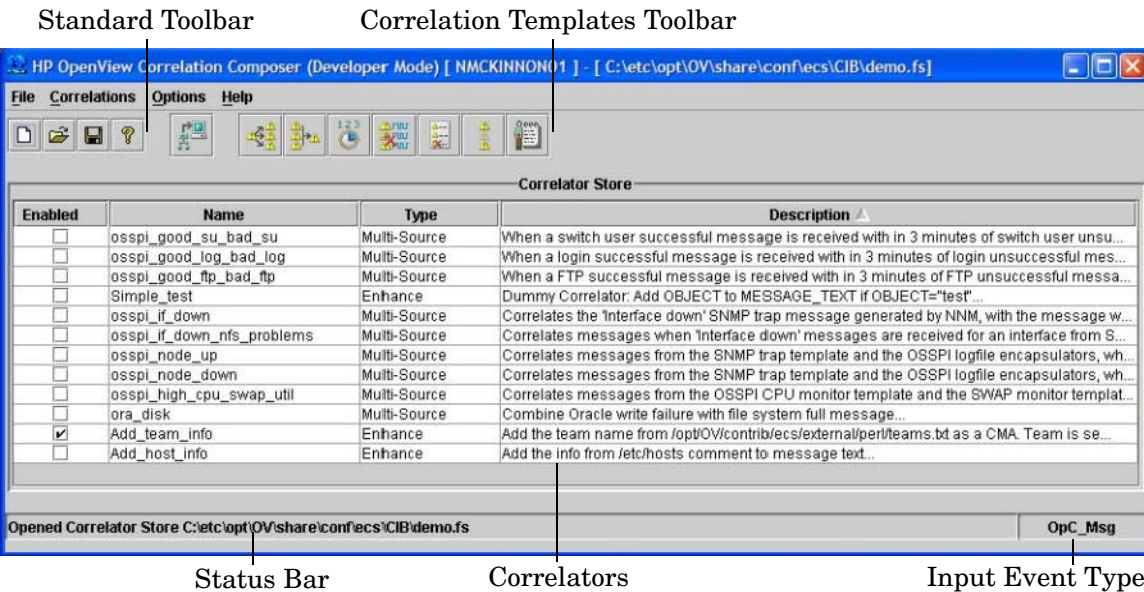 Standard Toolbar Correlation Templates Toolbar
HP OpenView Correlation Composer (Developer Mode) [ NMCKINNON01 ] - [ C:\etc\opt\OV\share\conf\ecs\CIB\demo.fs]
File Correlations Options Help
1 2 3
Correlator Store
Enabled Name Type Description
osspi_good_su_bad_su Multi-Source When a switch user successful message is received with in 3 minutes of switch user unsu...
osspi_good_log_bad_log Multi-Source When a login successful message is received with in 3 minutes of login unsuccessful mes...
osspi_good_ftp_bad_ftp Multi-Source When a FTP successful message is received with in 3 minutes of FTP unsuccessful messa...
Simple_test Enhance Dummy Correlator: Add OBJECT to MESSAGE_TEXT if OBJECT="test"...
osspi_if_down Multi-Source Correlates the 'Interface down' SNMP trap message generated by NNM, with the message w...
osspi_if_down_nfs_problems Multi-Source Correlates messages when 'Interface down' messages are received for an interface from S...
osspi_node_up Multi-Source Correlates messages from the SNMP trap template and the OSSPI logfile encapsulators, wh...
osspi_node_down Multi-Source Correlates messages from the SNMP trap template and the OSSPI logfile encapsulators, wh...
osspi_high_cpu_swap_util Multi-Source Correlates messages from the OSSPI CPU monitor template and the SWAP monitor templat...
ora_disk Multi-Source Combine Oracle write failure with file system full message...
Add_team_info Enhance Add the team name from /opt/OV/contrib/ecs/external/perl/teams.txt as a CMA. Team is se...
Add_host_info Enhance Add the info from /etc/hosts comment to message text...
Opened Correlator Store C:\etc\opt\OV\share\conf\ecs\CIB\demo.fs OpC_Msg
Status Bar Correlators Input Event Type